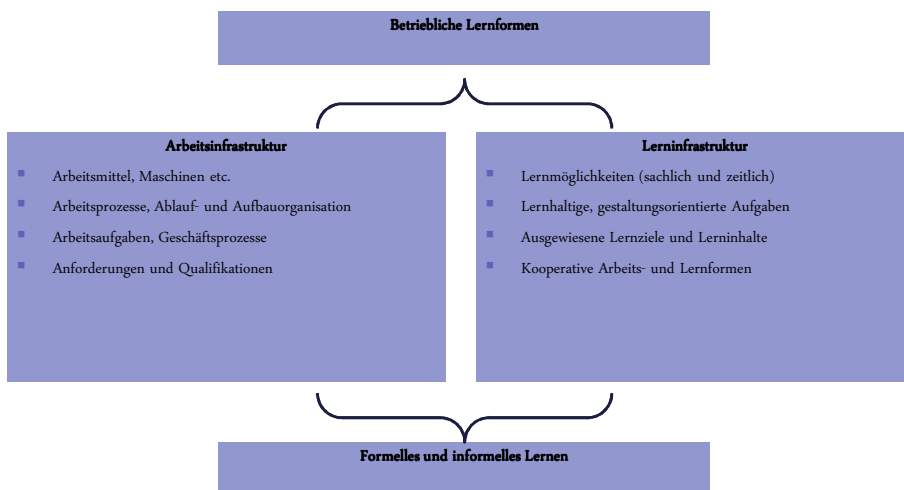 Betriebliche Lernformen
Arbeitsinfrastruktur
Arbeitsmittel, Maschinen etc.
Arbeitsprozesse, Ablauf- und Aufbauorganisation
Arbeitsaufgaben, Geschäftsprozesse
Anforderungen und Qualifikationen
Lerninfrastruktur
Lernmöglichkeiten (sachlich und zeitlich)
Lernhaltige, gestaltungsorientierte Aufgaben
Ausgewiesene Lernziele und Lerninhalte
Kooperative Arbeits- und Lernformen
Formelles und informelles Lernen